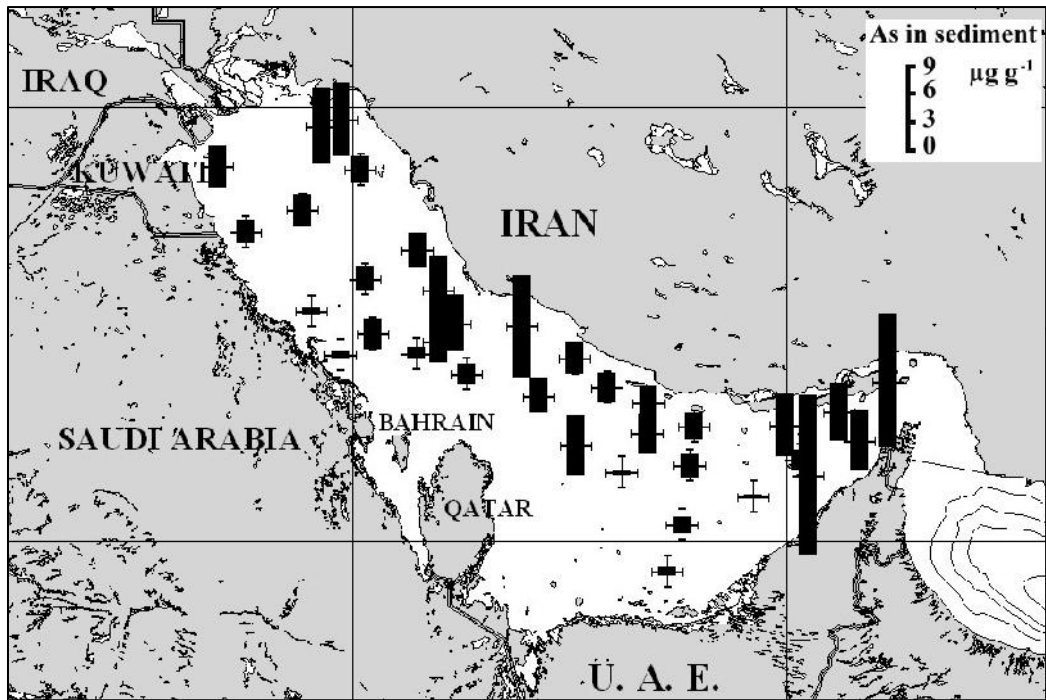 As in sediment
9 µg g⁻¹
6
3
0
IRAQ
KUWAIT
IRAN
SAUDI ARABIA
BAHRAIN
QATAR
U. A. E.